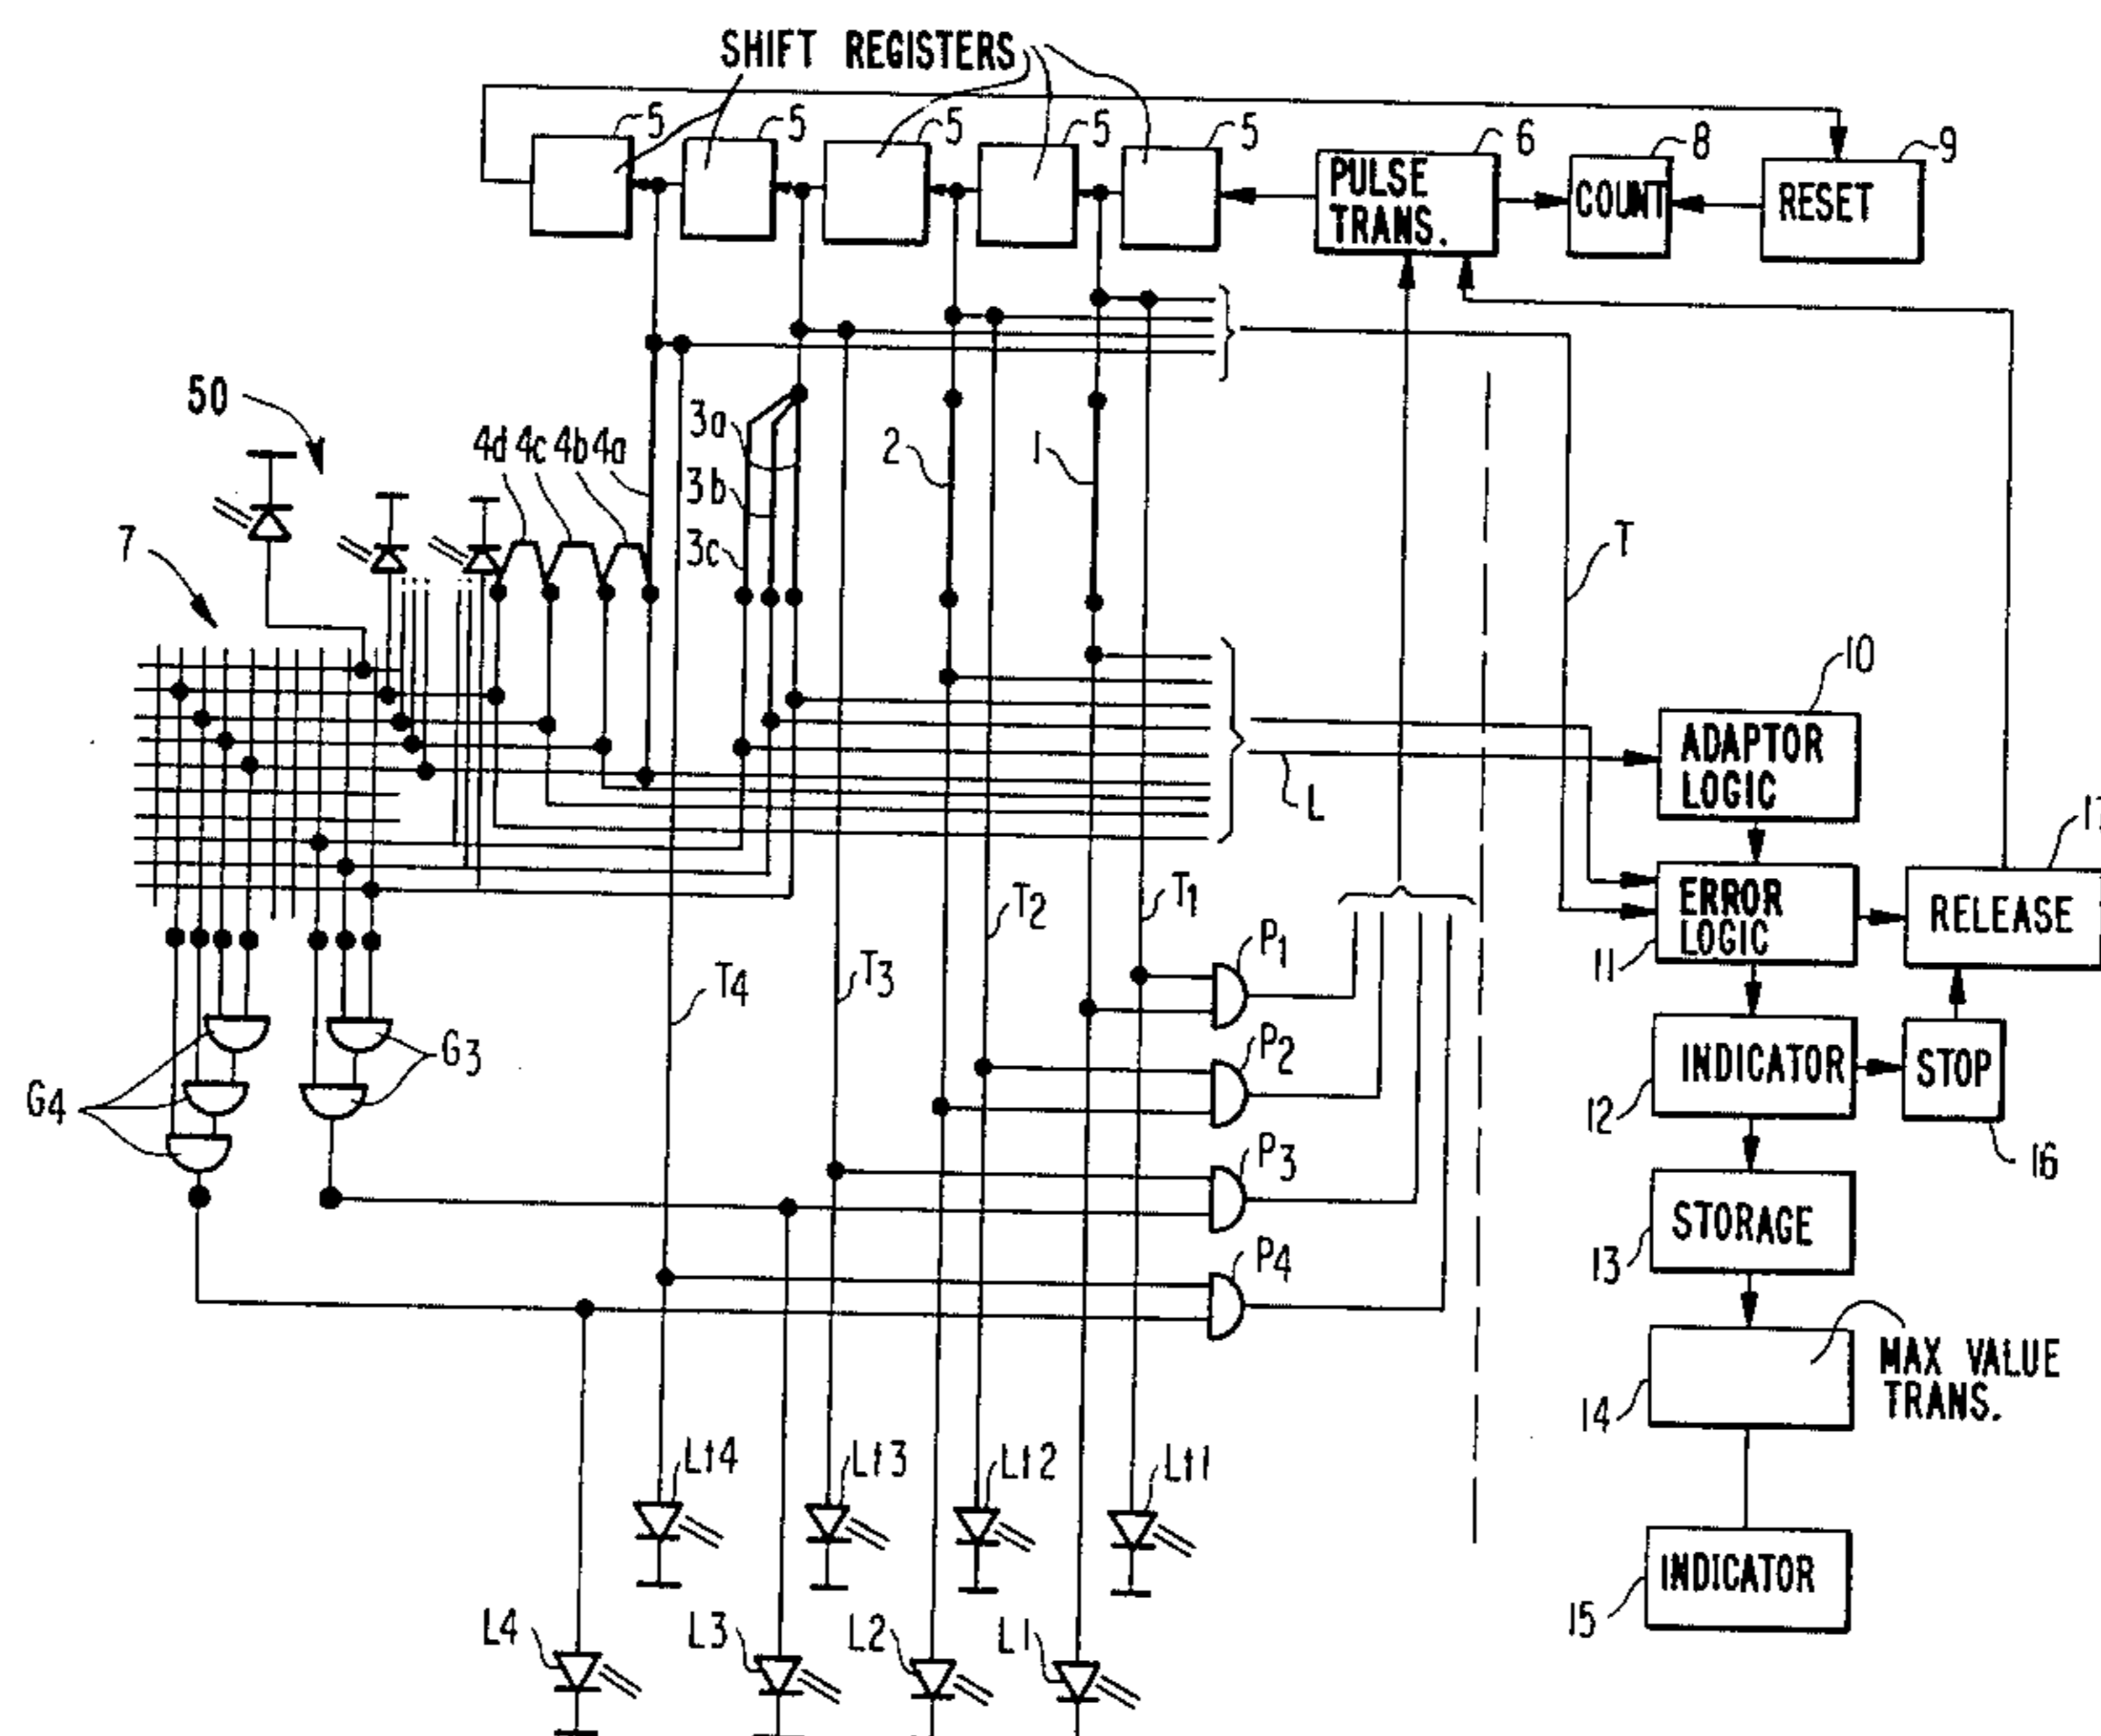 SHIFT REGISTERS
5
5
5
5
5
6
8
9
PULSE
TRANS.
COUNT
RESET
50
4d
4c
4b
4a
3a
3b
3c
2
1
7
T
10
ADAPTOR
LOGIC
L
17
ERROR
LOGIC
11
RELEASE
T1
T2
T3
T4
P1
G3
G4
P2
INDICATOR
12
STOP
16
P3
STORAGE
13
P4
MAX VALUE
TRANS.
14
Lt4
Lt3
Lt2
Lt1
INDICATOR
15
L4
L3
L2
L1